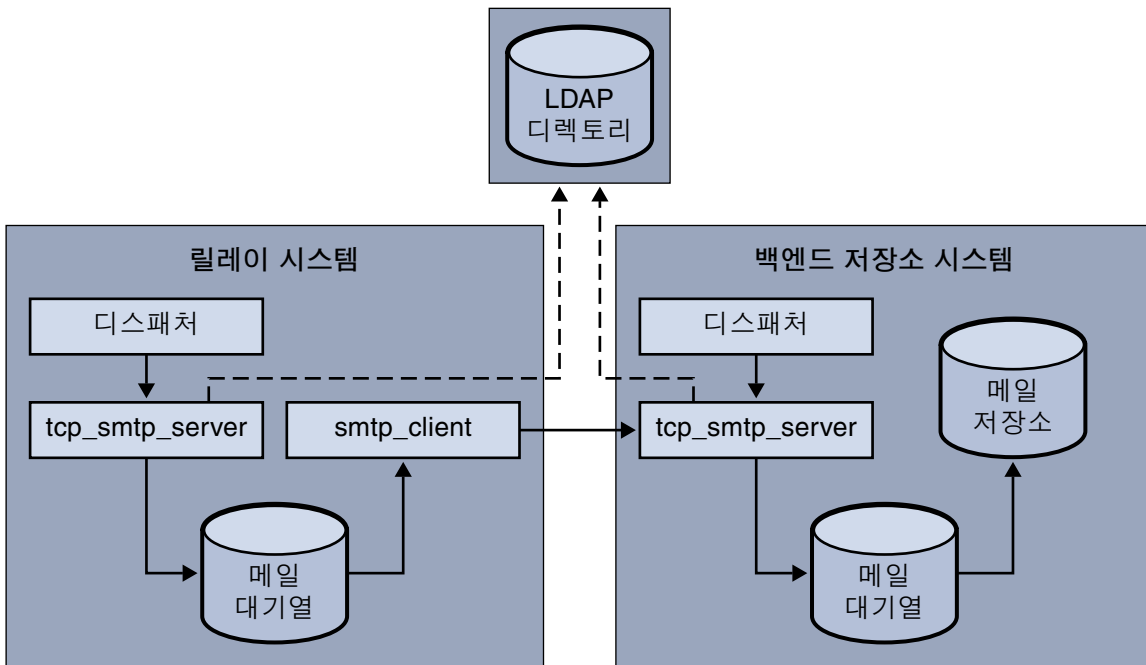 LDAP
디렉토리
릴레이 시스템
디스패처
tcp_smtp_server
smtp_client
메일
대기열
백엔드 저장소 시스템
디스패처
tcp_smtp_server
메일
저장소
메일
대기열